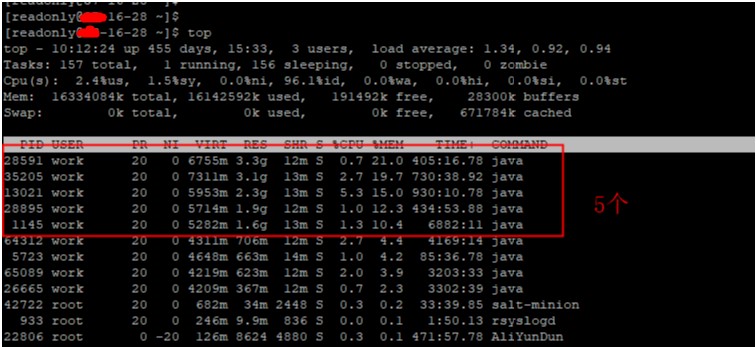 [readonly@ -16-28 ~]$
[readonly@ -16-28 ~]$ top
top - 10:12:24 up 455 days, 15:33,  3 users,  load average: 1.34, 0.92, 0.94
Tasks: 157 total,   1 running, 156 sleeping,   0 stopped,   0 zombie
Cpu(s):  2.4%us,  1.5%sy,  0.0%ni, 96.1%id,  0.0%wa,  0.0%hi,  0.0%si,  0.0%st
Mem:  16334084k total, 16142592k used,   191492k free,    28300k buffers
Swap:        0k total,        0k used,        0k free,   671784k cached
PID USER      PR  NI  VIRT  RES  SHR S %CPU %MEM    TIME+  COMMAND
28591 work      20   0 6755m 3.3g  12m S  0.7 21.0 405:16.78 java
35205 work      20   0 7311m 3.1g  13m S  2.7 19.7 730:38.92 java
13021 work      20   0 5953m 2.3g  13m S  5.3 15.0 930:10.78 java
28895 work      20   0 5714m 1.9g  12m S  1.0 12.3 434:53.88 java
1145 work      20   0 5282m 1.6g  13m S  1.3 10.4   6882:11 java
5个
64312 work      20   0 4311m 706m  12m S  2.7  4.4   4169:14 java
5723 work      20   0 4648m 663m  14m S  1.0  4.2  85:36.78 java
65089 work      20   0 4219m 623m  12m S  2.0  3.9   3203:33 java
26665 work      20   0 4209m 367m  12m S  0.7  2.3   3302:39 java
42722 root      20   0  682m  34m 2448 S  0.3  0.2  33:39.85 salt-minion
933 root      20   0  246m 9.9m  836 S  0.0  0.1   1:50.13 rsyslogd
22806 root       0 -20  126m 8624 4880 S  0.3  0.1 471:57.78 AliYunDun